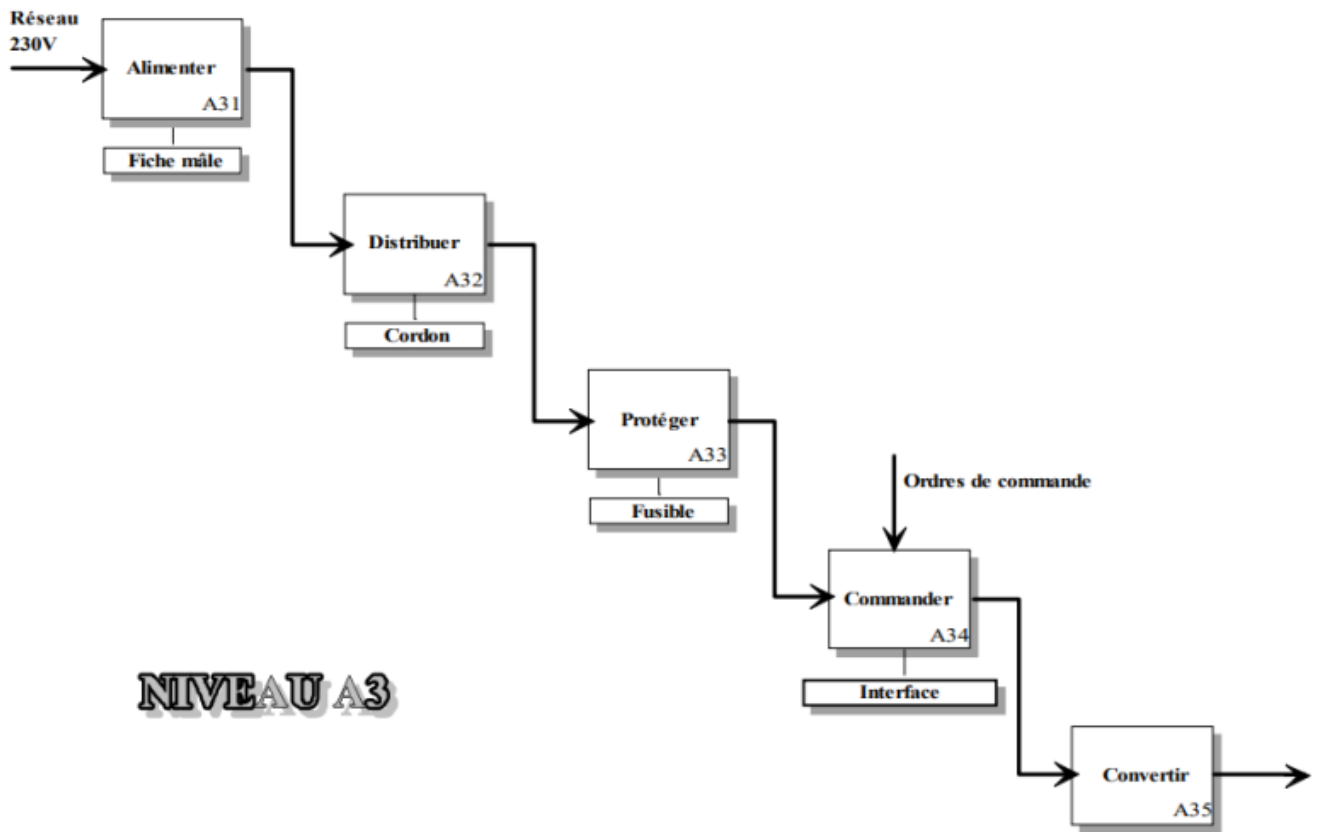 Réseau
230V
Alimenter
A31
Fiche mâle
Distribuer
A32
Cordon
Protéger
A33
Fusible
Ordres de commande
Commander
A34
Interface
NIVEAU A3
Convertir
A35